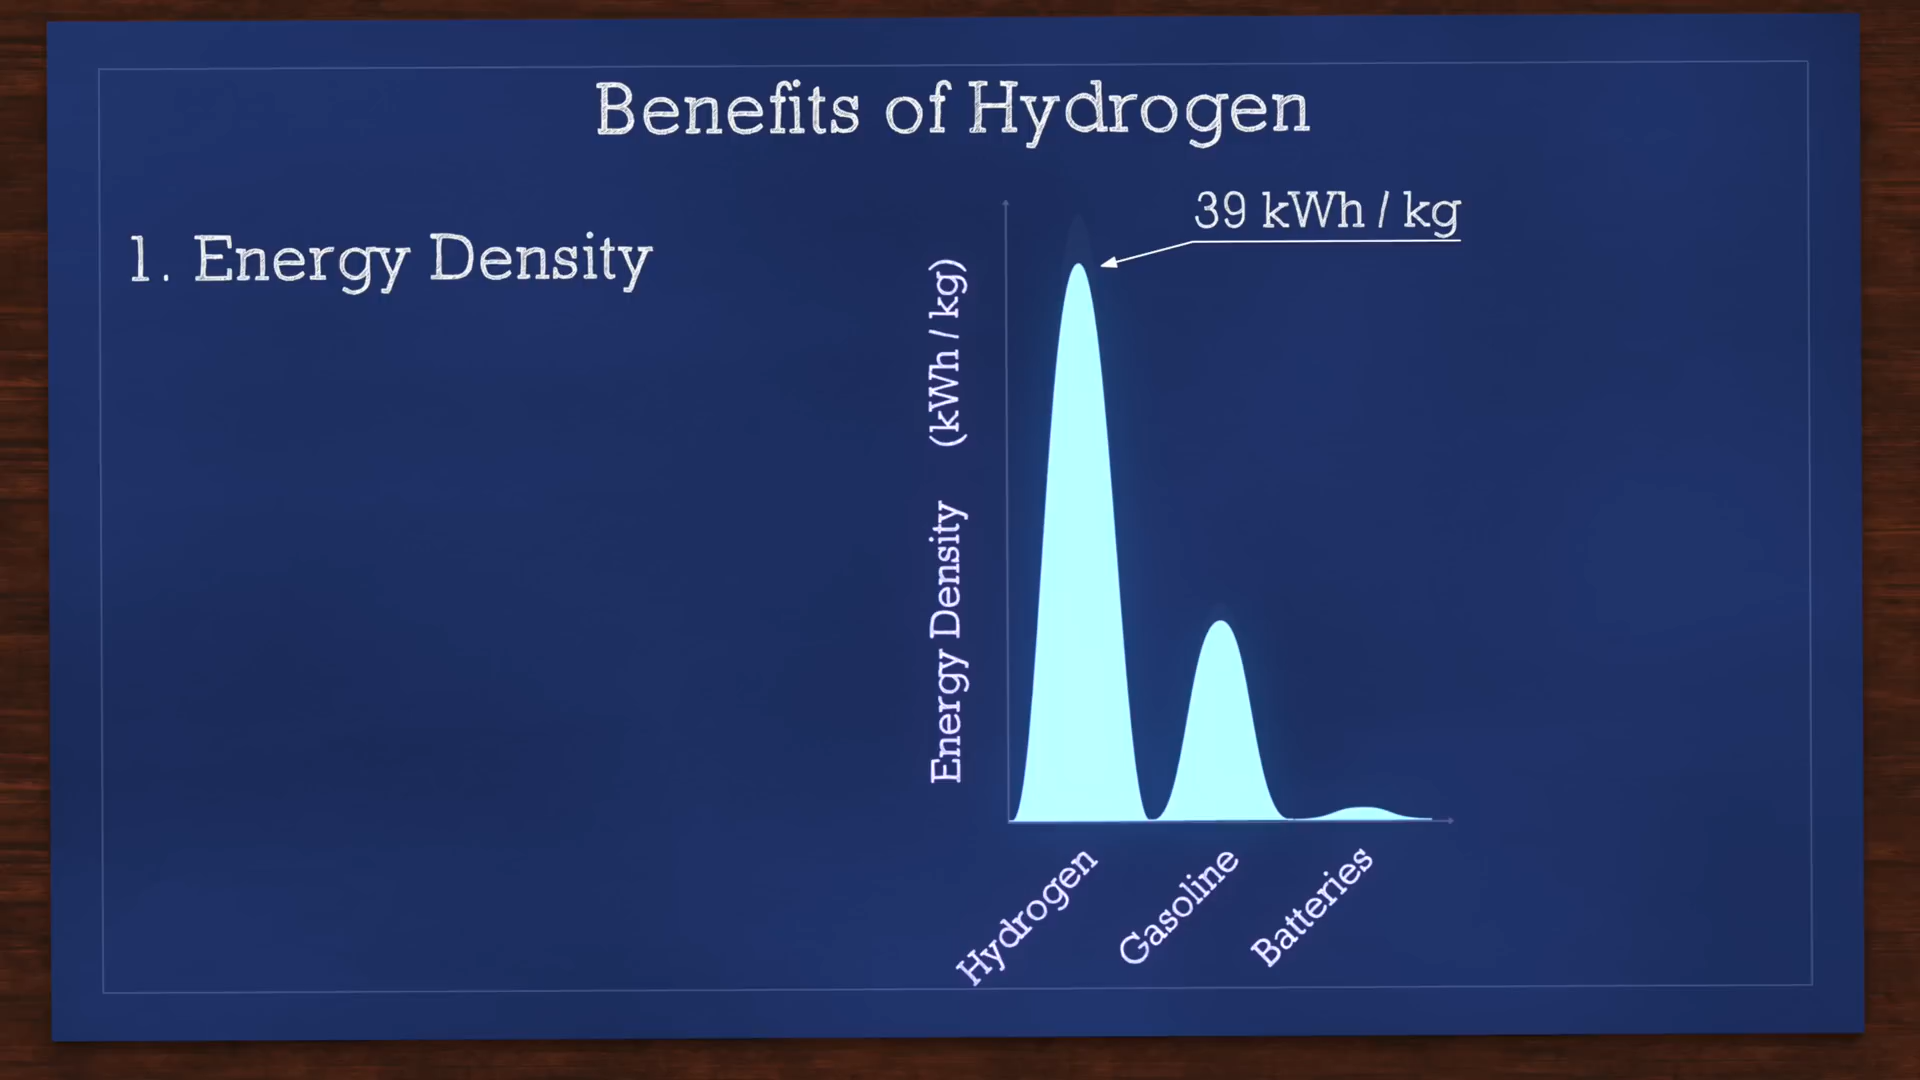 Benefits of Hydrogen
1. Energy Density
39 kWh / kg
Energy Density (kWh / kg)
Hydrogen
Gasoline
Batteries